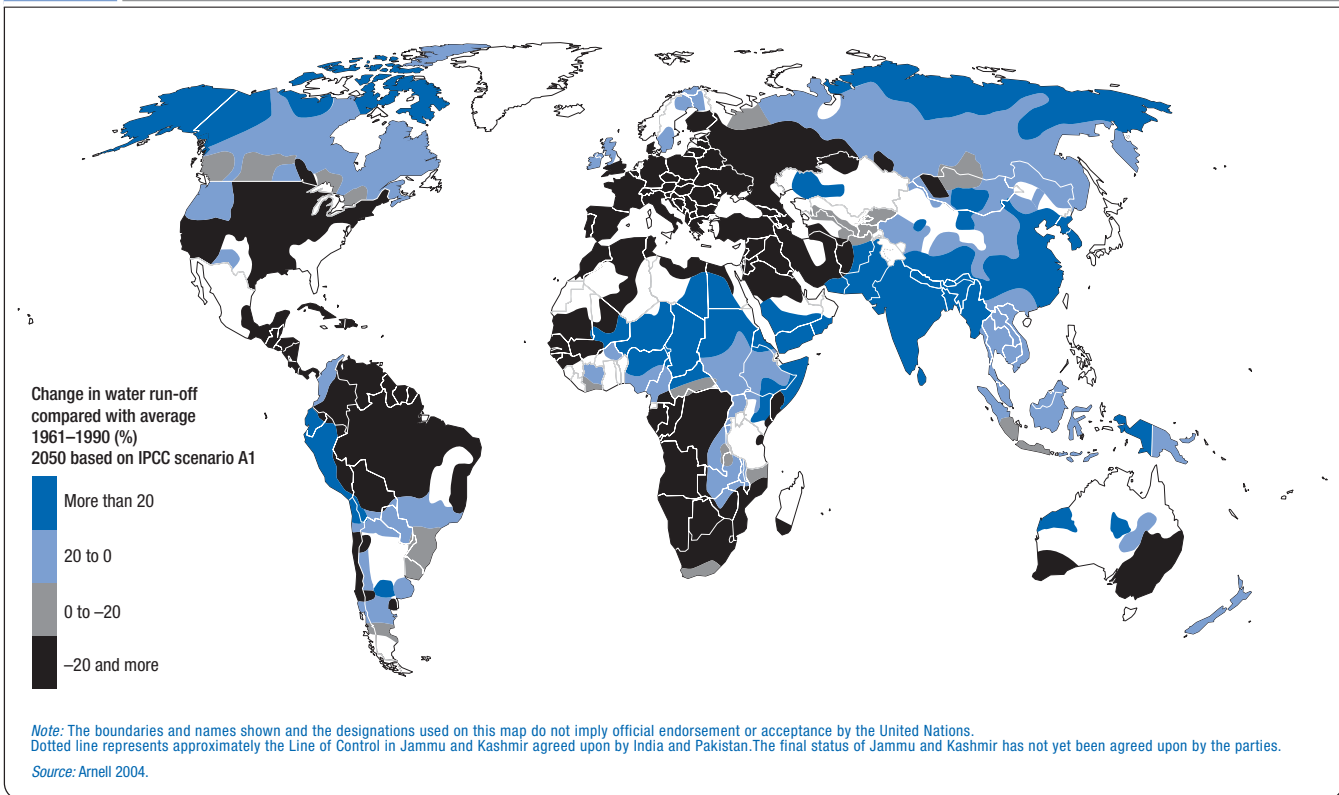 Change in water run-off
compared with average
1961–1990 (%)
2050 based on IPCC scenario A1
More than 20
20 to 0
0 to –20
–20 and more
Note: The boundaries and names shown and the designations used on this map do not imply official endorsement or acceptance by the United Nations.
Dotted line represents approximately the Line of Control in Jammu and Kashmir agreed upon by India and Pakistan.The final status of Jammu and Kashmir has not yet been agreed upon by the parties.
Source: Arnell 2004.